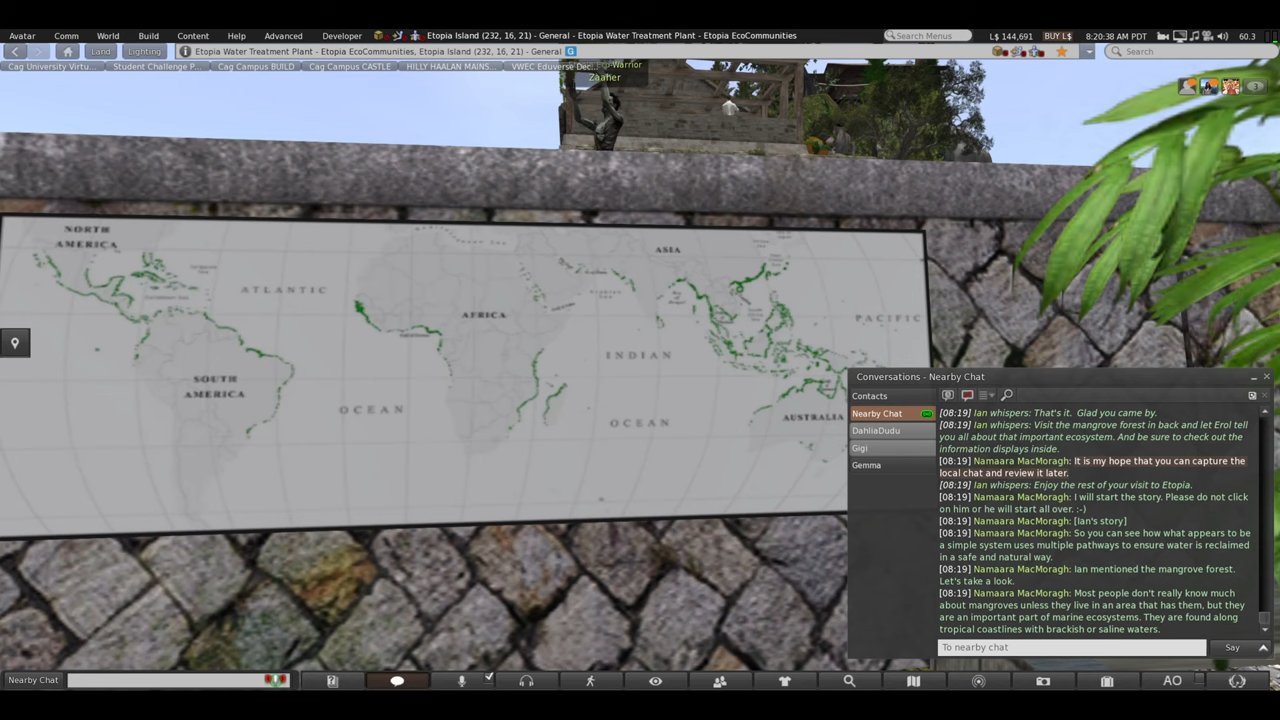 Avatar Comm World Build Content Help Advanced Developer Etopia Island (232, 16, 21) - General - Etopia EcoCommunities Search Menus L$ 144,691 BUY L$ 8:20:38 AM PDT 60.3
Land Lighting Etopia Water Treatment Plant - Etopia EcoCommunities, Etopia Island (232, 16, 21) - General G Search
Cag University Virtu... Student Challenge P... Cag Campus BUILD Cag Campus CASTLE HILLY HAALAN MAINS... VWEC Eduverse Dec...
Warrior
Zaaher
3
NORTH
AMERICA
ASIA
ATLANTIC
AFRICA
PACIFIC
INDIAN
SOUTH
AMERICA
OCEAN
OCEAN
AUSTRALIA
Conversations - Nearby Chat
Contacts
Nearby Chat
DahliaDudu
Gigi
Gemma
[08:19] Ian whispers: That's it.  Glad you came by.
[08:19] Ian whispers: Visit the mangrove forest in back and let Erol tell
you all about that important ecosystem. And be sure to check out the
information displays inside.
[08:19] Namaara MacMoragh: It is my hope that you can capture the
local chat and review it later.
[08:19] Ian whispers: Enjoy the rest of your visit to Etopia.
[08:19] Namaara MacMoragh: I will start the story. Please do not click
on him or he will start all over. :-)
[08:19] Namaara MacMoragh: [Ian's story]
[08:19] Namaara MacMoragh: So you can see how what appears to be
a simple system uses multiple pathways to ensure water is reclaimed
in a safe and natural way.
[08:19] Namaara MacMoragh: Ian mentioned the mangrove forest.
Let's take a look.
[08:19] Namaara MacMoragh: Most people don't really know much
about mangroves unless they live in an area that has them, but they
are an important part of marine ecosystems. They are found along
tropical coastlines with brackish or saline waters.
To nearby chat Say
Nearby Chat AO